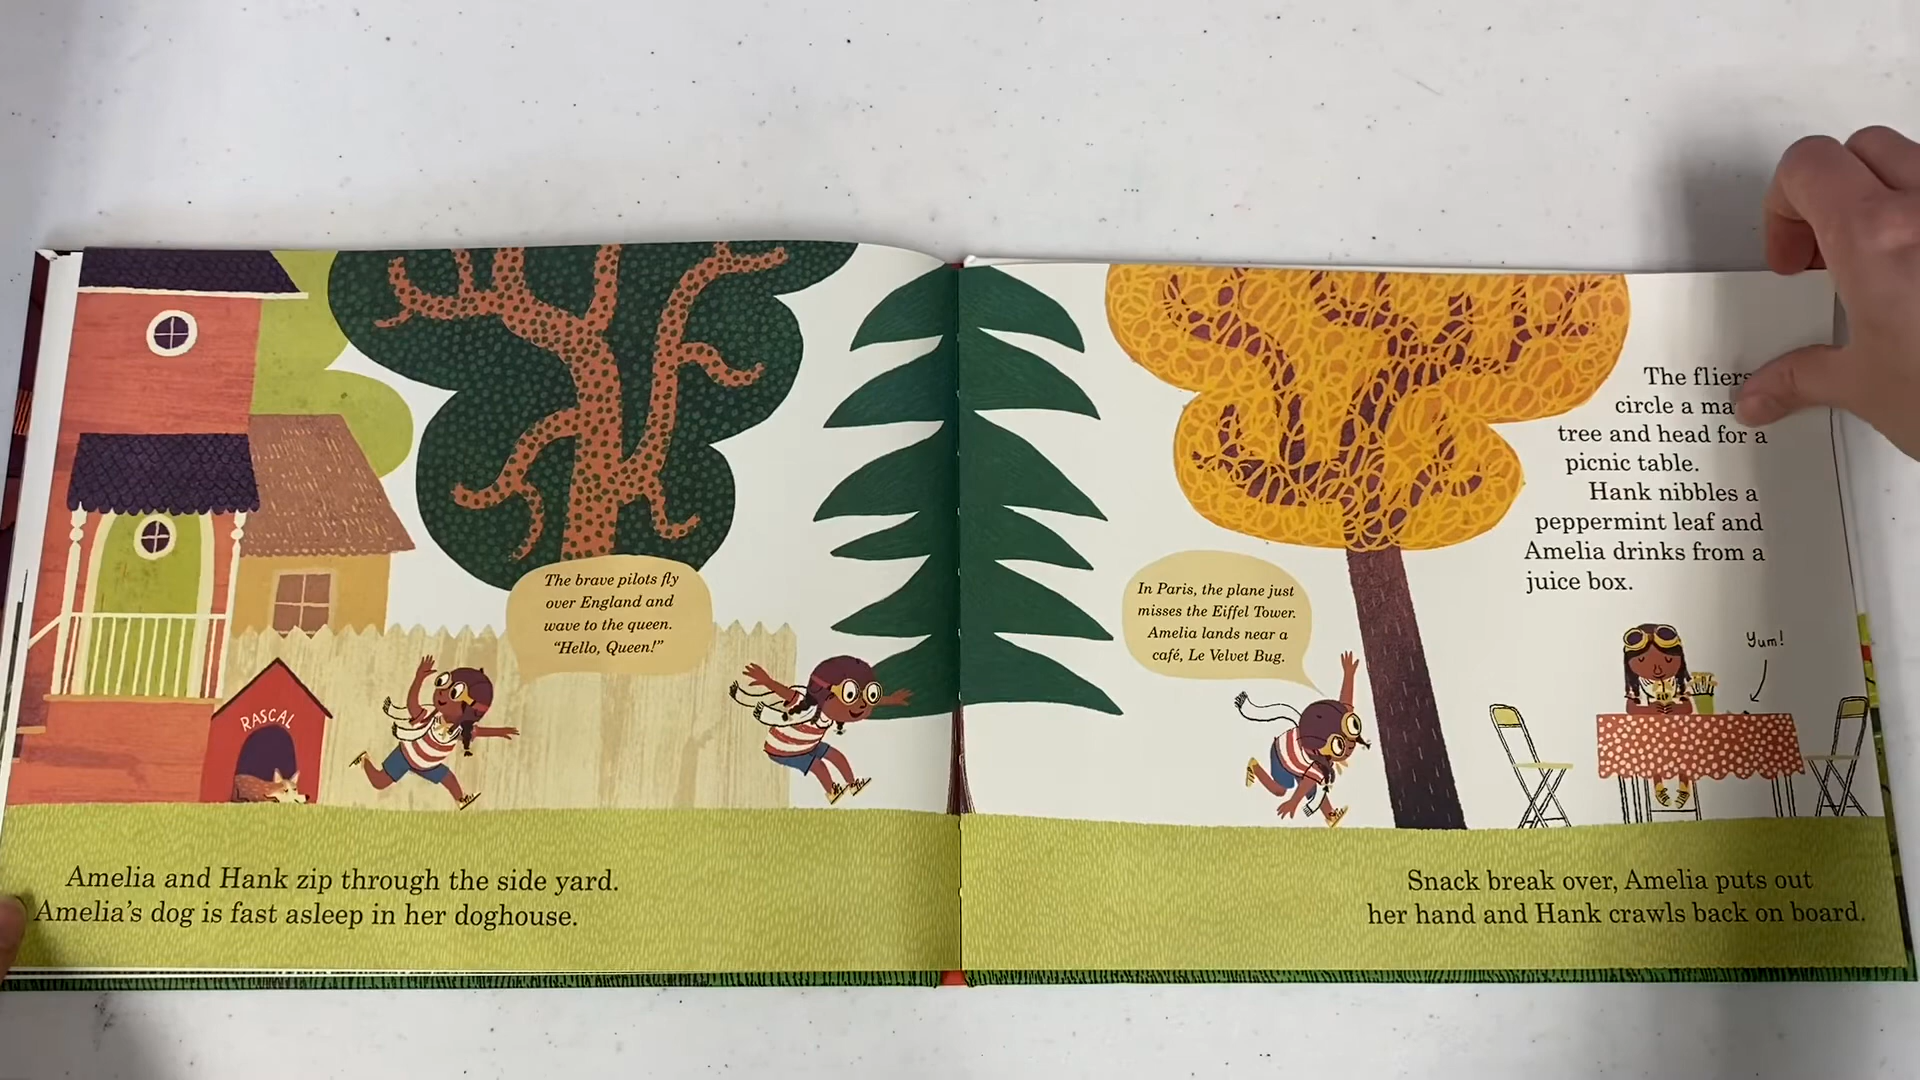 RASCAL
The brave pilots fly
over England and
wave to the queen.
“Hello, Queen!”
Amelia and Hank zip through the side yard.
Amelia’s dog is fast asleep in her doghouse.
In Paris, the plane just
misses the Eiffel Tower.
Amelia lands near a
café, Le Velvet Bug.
The fliers
circle a
tree and head for a
picnic table.
Hank nibbles a
peppermint leaf and
Amelia drinks from a
juice box.
Yum!
Snack break over, Amelia puts out
her hand and Hank crawls back on board.